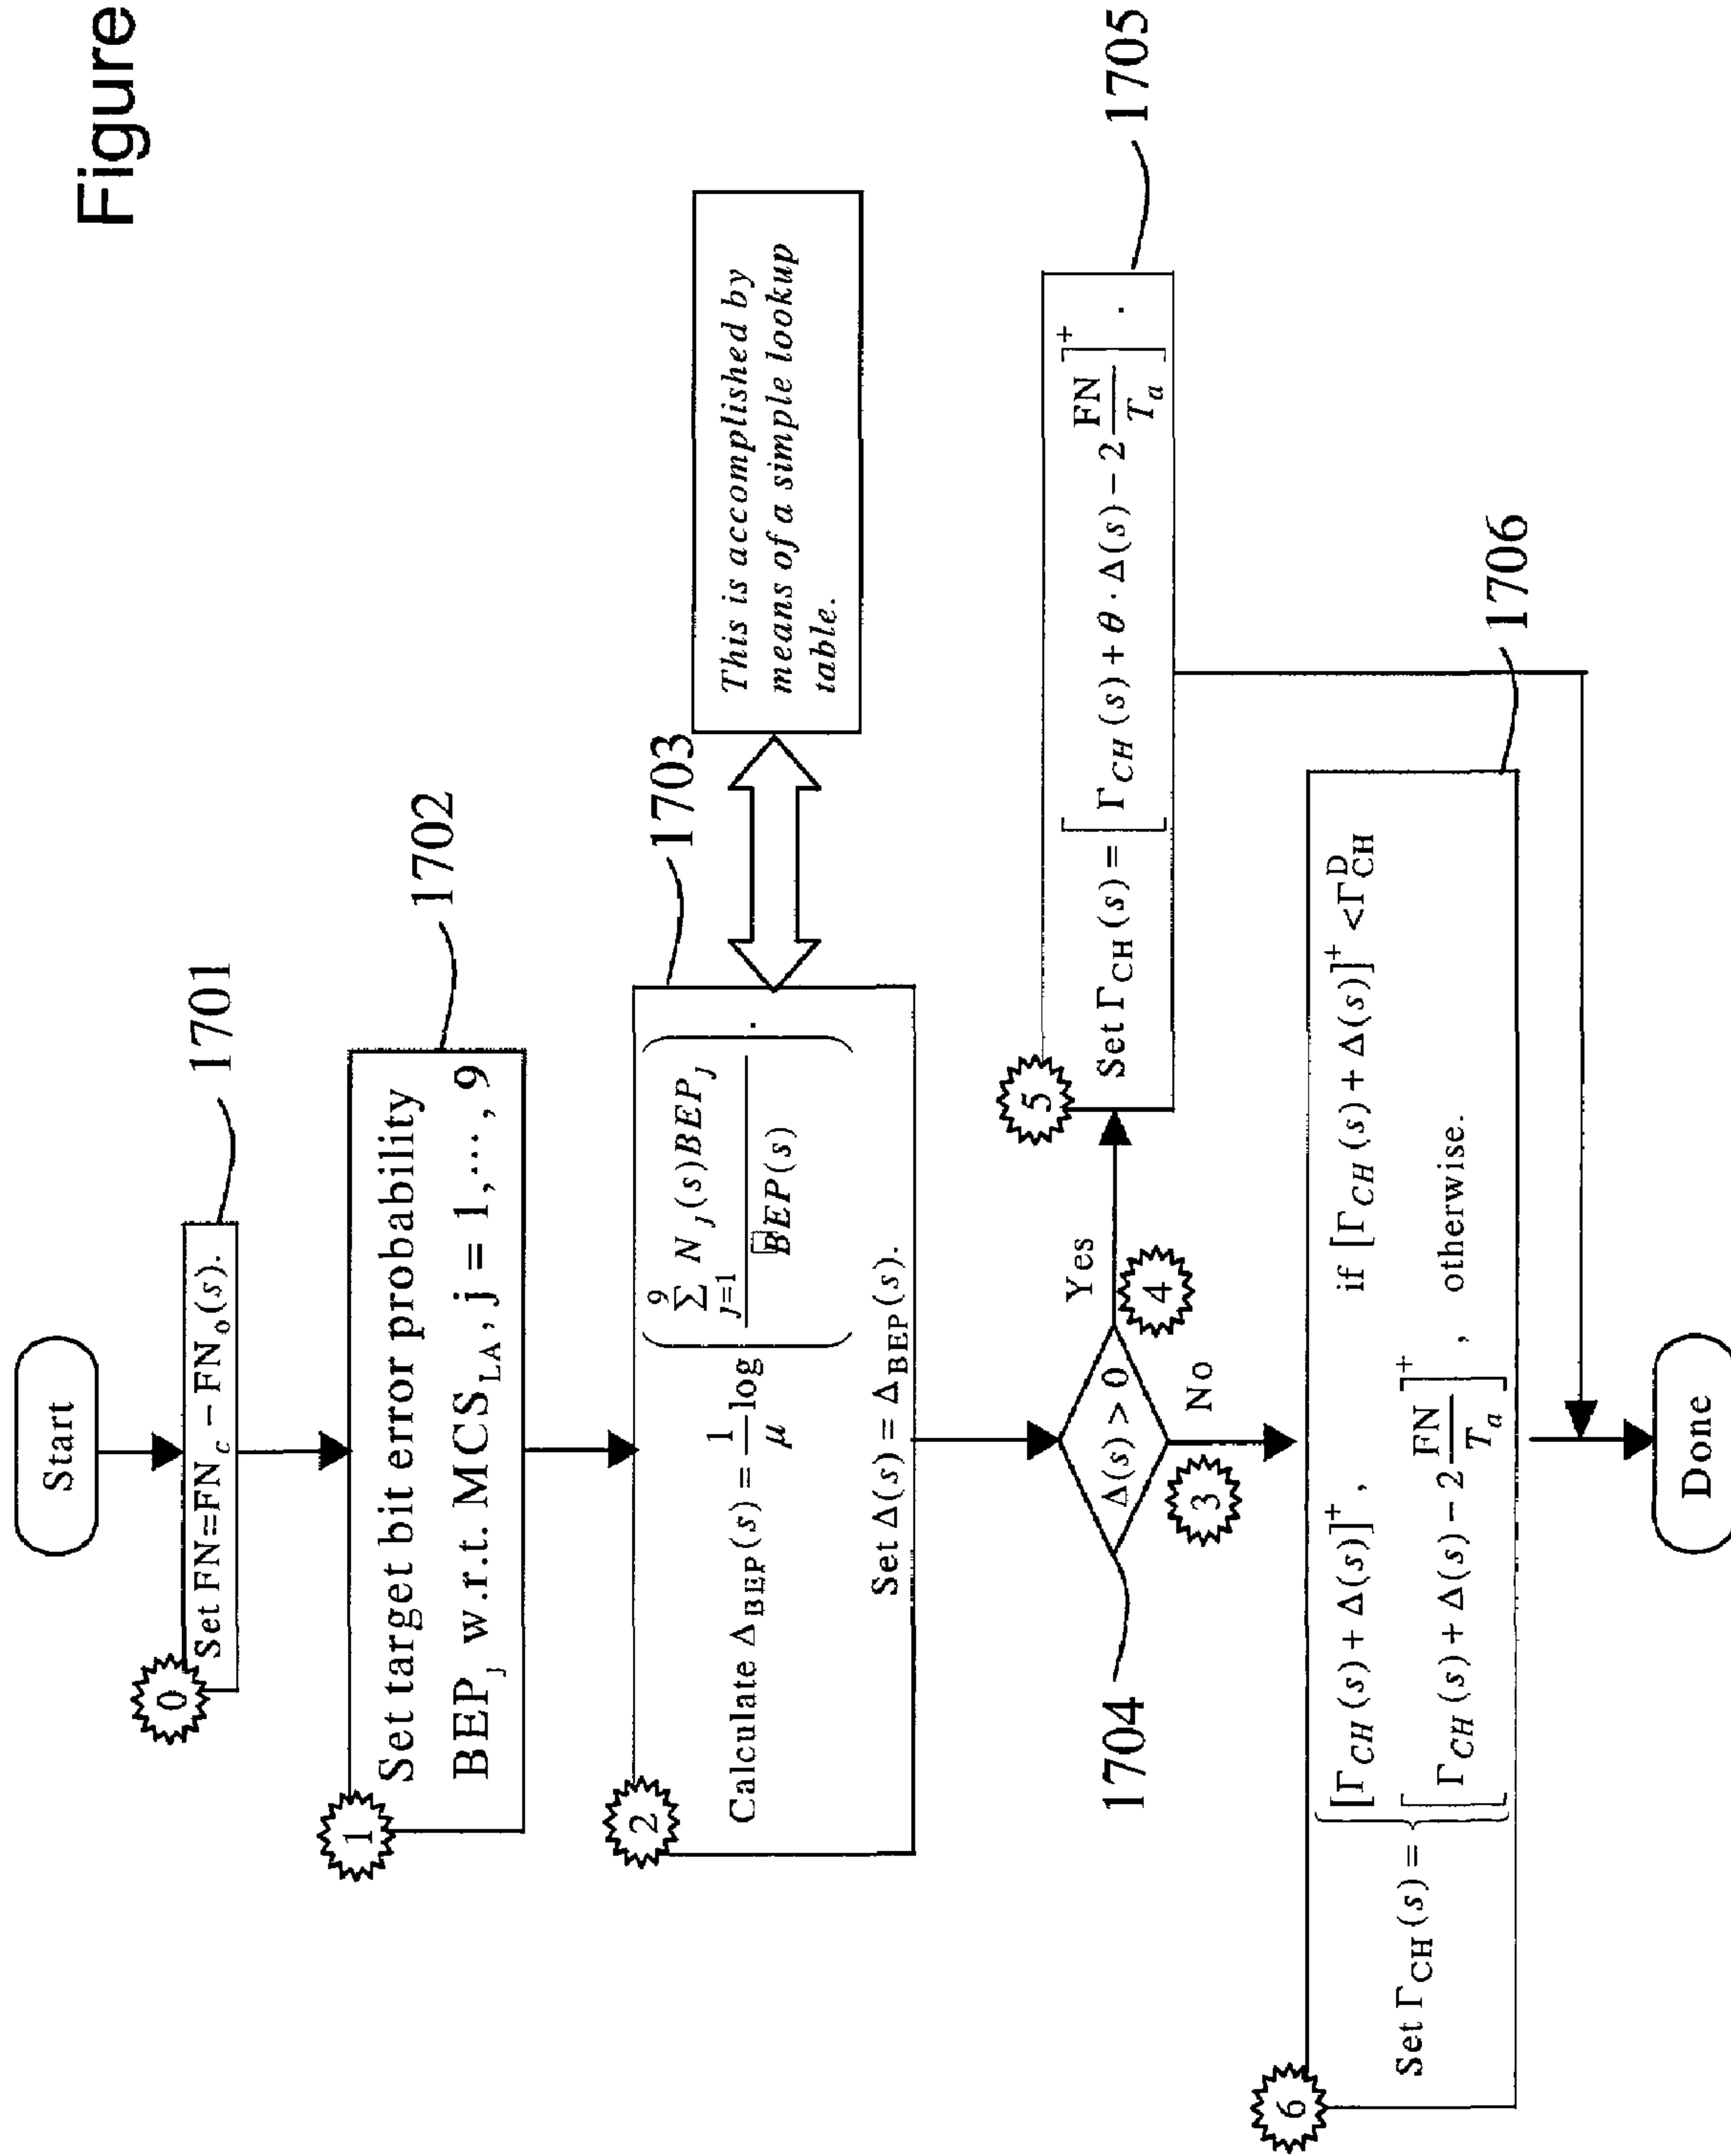 Figure
Start
0
Set FN=FN_c − FN_0(s).
1701
1
Set target bit error probability
BEP_J w.r.t. MCS_LA, j = 1,···, 9
1702
2
Calculate Δ_BEP(s) = 1/μ log ( Σ_{J=1}^{9} N_J(s)BEP_J / BEP(s) ) .
Set Δ(s) = Δ_BEP(s).
1703
This is accomplished by
means of a simple lookup
table.
Δ(s) > 0
1704
Yes
4
No
3
5
Set Γ_CH(s) = [ Γ_CH(s) + θ · Δ(s) − 2 FN/T_a ]^+ .
1705
6
Set Γ_CH(s) = { [Γ_CH(s) + Δ(s)]^+ , if [Γ_CH(s) + Δ(s)]^+ < Γ_CH^D
[ Γ_CH(s) + Δ(s) − 2 FN/T_a ]^+ , otherwise.
1706
Done